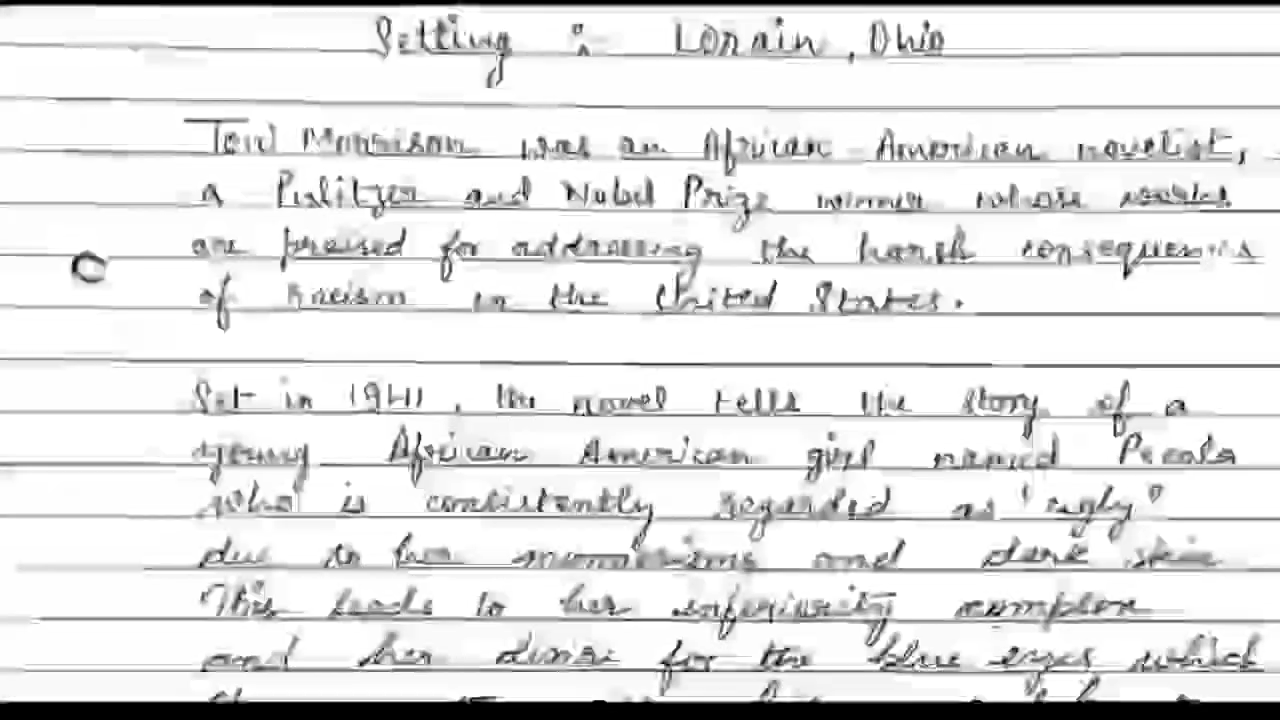 Setting : Lorain, Ohio
Toni Morrison was an African-American novelist,
a Pulitzer and Nobel Prize winner whose works
are praised for addressing the harsh consequences
of racism in the United States.
Set in 1941, the novel tells the story of a
young African American girl named Pecola
who is consistently regarded as "ugly"
due to her mannerisms and dark skin
This leads to her inferiority complex
and her desire for the blue eyes which